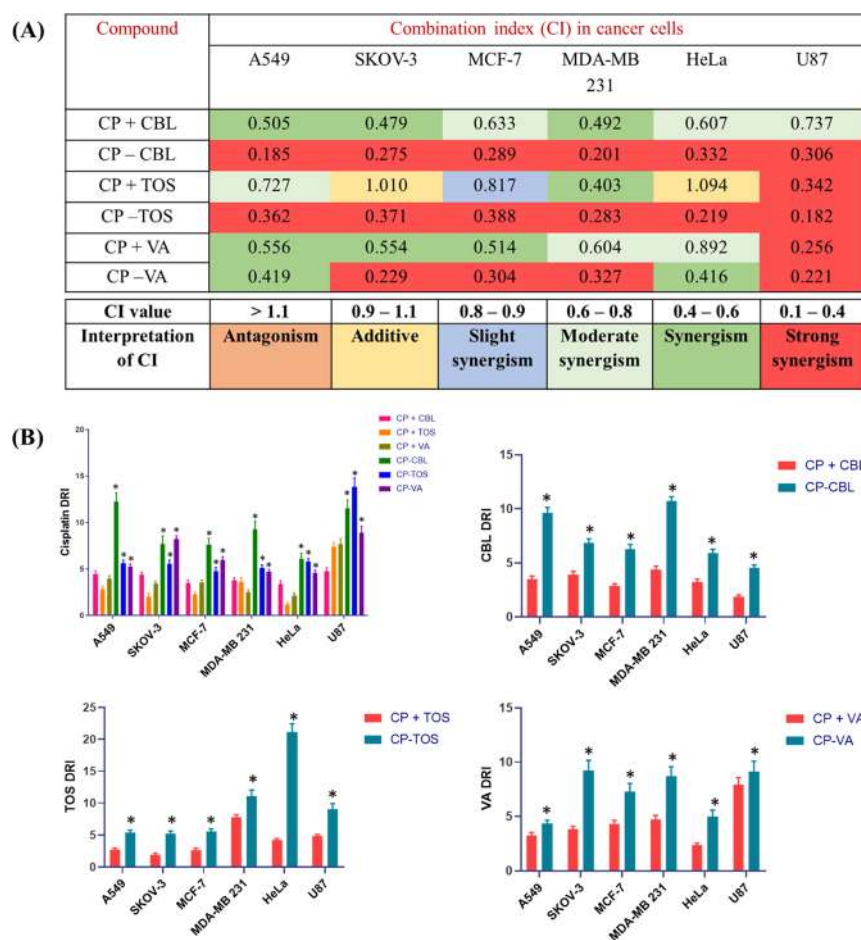 (A)
Compound Combination index (CI) in cancer cells
A549 SKOV-3 MCF-7 MDA-MB 231 HeLa U87
CP + CBL 0.505 0.479 0.633 0.492 0.607 0.737
CP – CBL 0.185 0.275 0.289 0.201 0.332 0.306
CP + TOS 0.727 1.010 0.817 0.403 1.094 0.342
CP –TOS 0.362 0.371 0.388 0.283 0.219 0.182
CP + VA 0.556 0.554 0.514 0.604 0.892 0.256
CP –VA 0.419 0.229 0.304 0.327 0.416 0.221
CI value > 1.1 0.9 – 1.1 0.8 – 0.9 0.6 – 0.8 0.4 – 0.6 0.1 – 0.4
Interpretation of CI Antagonism Additive Slight synergism Moderate synergism Synergism Strong synergism
(B)
CP + CBL
CP + TOS
CP + VA
CP-CBL
CP-TOS
CP-VA
Cisplatin DRI
20
15
10
5
0
* * * * * * * * * * * * * * * * * *
A549 SKOV-3 MCF-7 MDA-MB 231 HeLa U87
CP + CBL
CP-CBL
CBL DRI
15
10
5
0
* * * * * *
A549 SKOV-3 MCF-7 MDA-MB 231 HeLa U87
CP + TOS
CP-TOS
TOS DRI
25
20
15
10
5
0
* * * * * *
A549 SKOV-3 MCF-7 MDA-MB 231 HeLa U87
CP + VA
CP-VA
VA DRI
15
10
5
0
* * * * * *
A549 SKOV-3 MCF-7 MDA-MB 231 HeLa U87